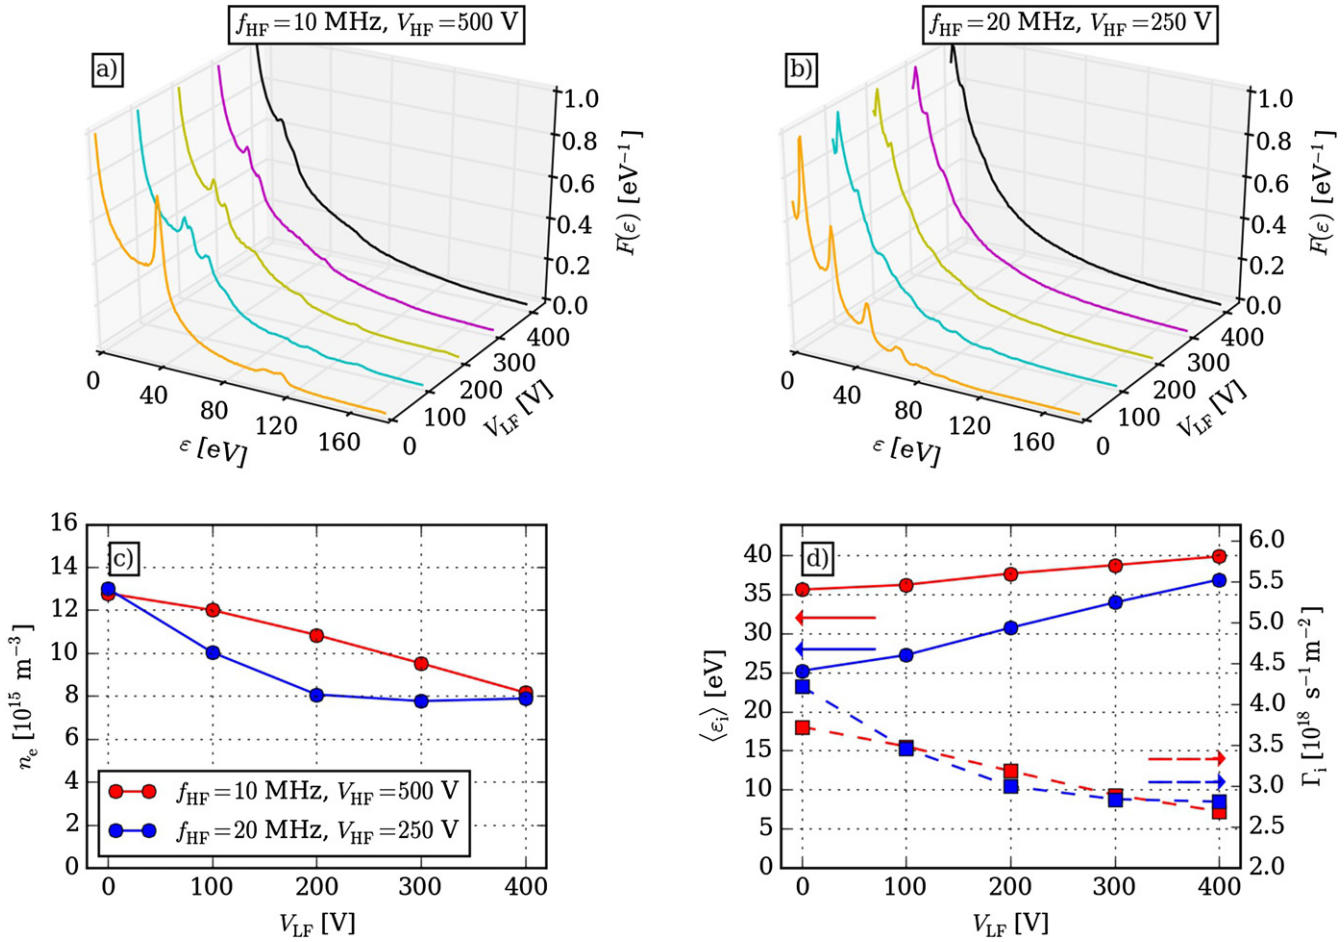 f_HF = 10 MHz, V_HF = 500 V
a)
1.0
0.8
0.6
0.4
0.2
0.0
F(ε) [eV⁻¹]
0
40
80
120
160
ε [eV]
0
100
200
300
400
V_LF [V]
f_HF = 20 MHz, V_HF = 250 V
b)
1.0
0.8
0.6
0.4
0.2
0.0
F(ε) [eV⁻¹]
0
40
80
120
160
ε [eV]
0
100
200
300
400
V_LF [V]
c)
16
14
12
10
8
6
4
2
0
n_e [10¹⁵ m⁻³]
f_HF = 10 MHz, V_HF = 500 V
f_HF = 20 MHz, V_HF = 250 V
0 100 200 300 400
V_LF [V]
d)
40
35
30
25
20
15
10
5
0
⟨ε_i⟩ [eV]
6.0
5.5
5.0
4.5
4.0
3.5
3.0
2.5
2.0
Γ_i [10¹⁸ s⁻¹m⁻²]
0 100 200 300 400
V_LF [V]